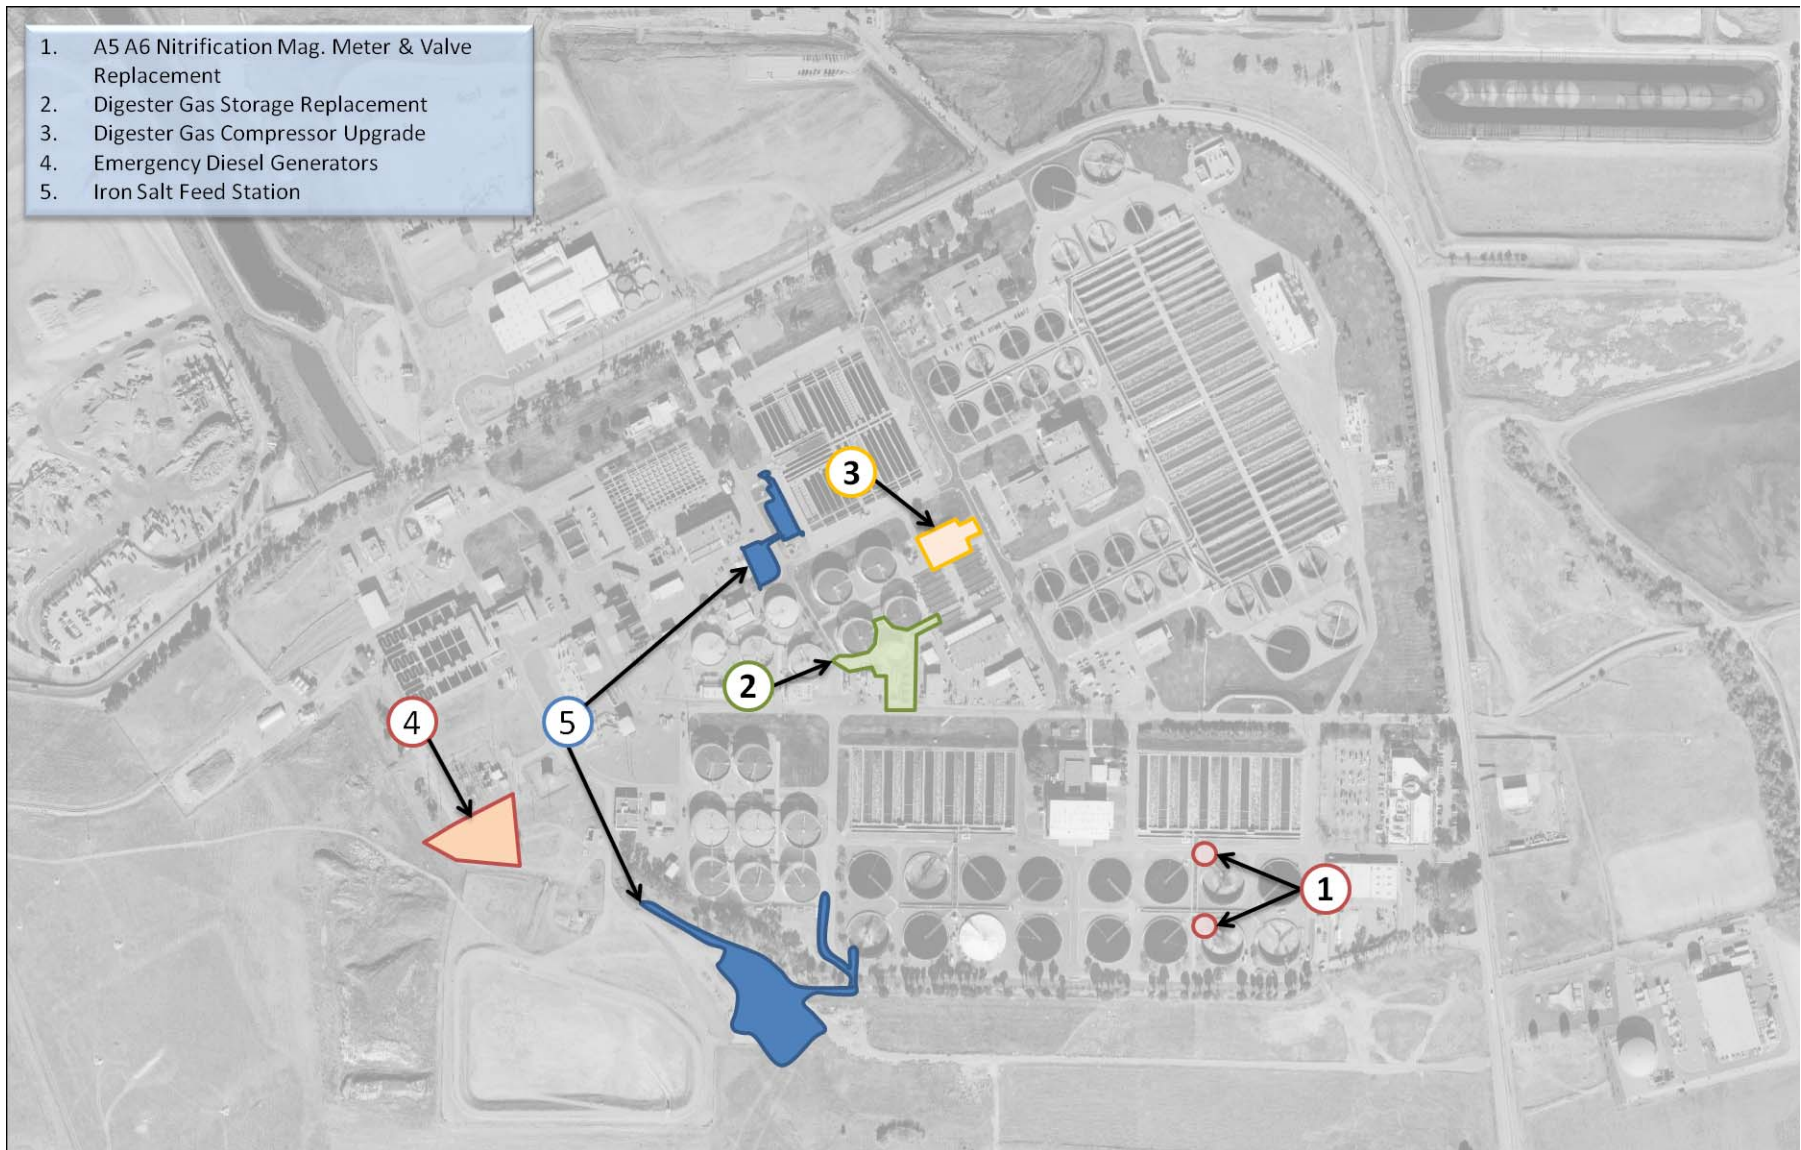 1. A5 A6 Nitrification Mag. Meter & Valve
Replacement
2. Digester Gas Storage Replacement
3. Digester Gas Compressor Upgrade
4. Emergency Diesel Generators
5. Iron Salt Feed Station
3
2
4
5
1